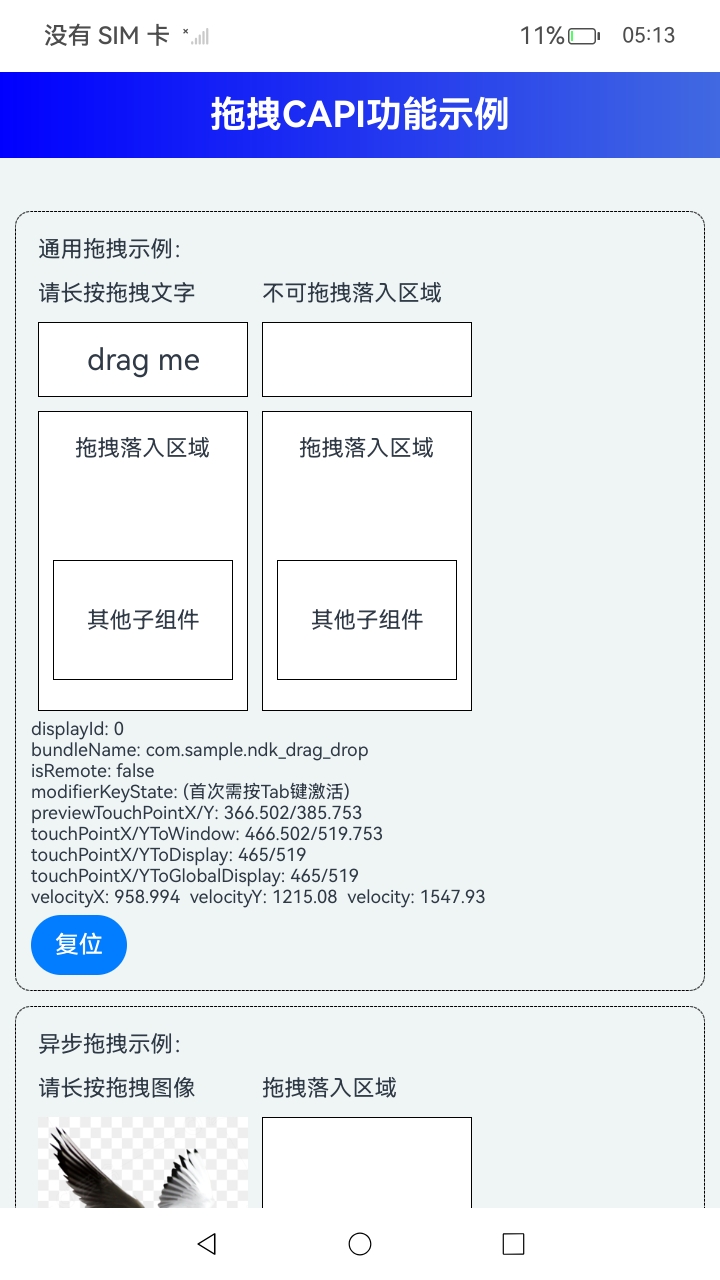 没有 SIM 卡 11% 05:13
拖拽CAPI功能示例
通用拖拽示例：
请长按拖拽文字 不可拖拽落入区域
drag me
拖拽落入区域 拖拽落入区域
其他子组件 其他子组件
displayId: 0
bundleName: com.sample.ndk_drag_drop
isRemote: false
modifierKeyState: (首次需按Tab键激活)
previewTouchPointX/Y: 366.502/385.753
touchPointX/YToWindow: 466.502/519.753
touchPointX/YToDisplay: 465/519
touchPointX/YToGlobalDisplay: 465/519
velocityX: 958.994 velocityY: 1215.08 velocity: 1547.93
复位
异步拖拽示例：
请长按拖拽图像 拖拽落入区域